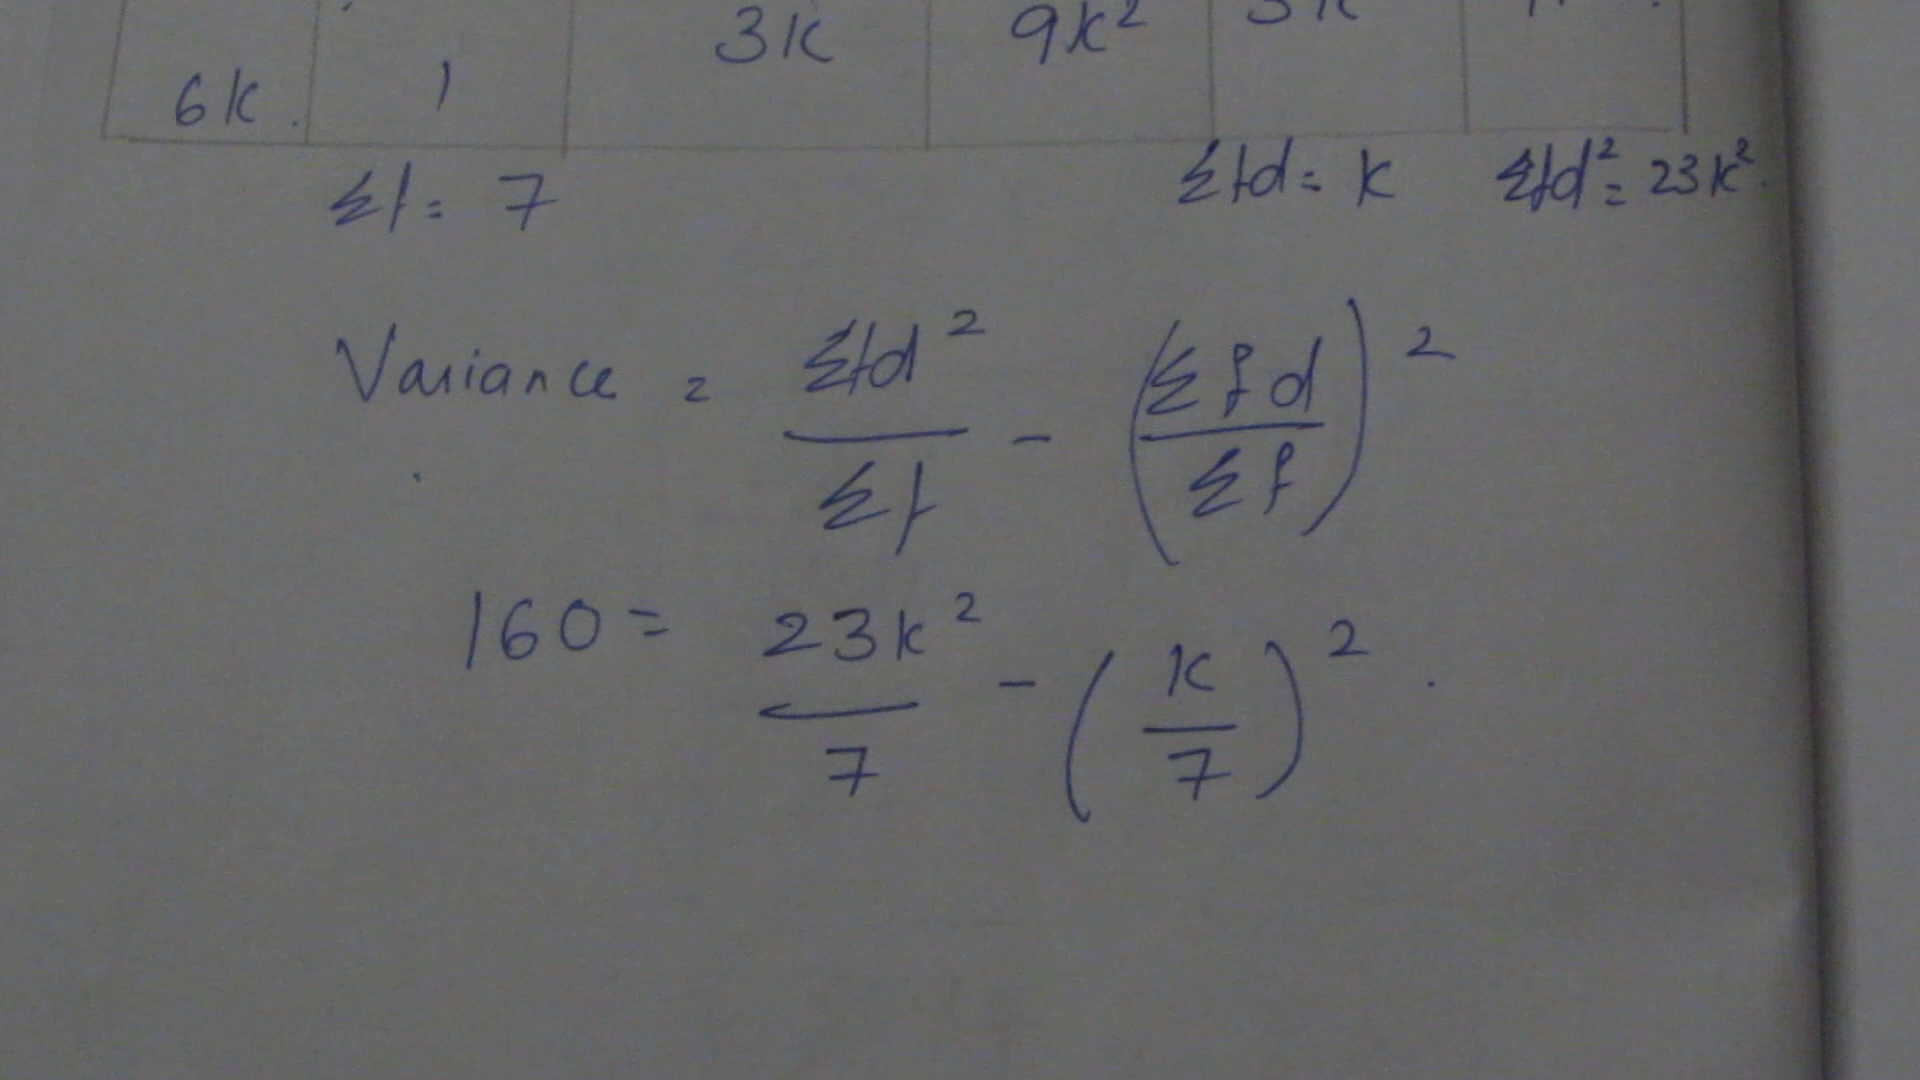 3k 9k²
6k. 1
Σf = 7 Σfd = k Σfd² = 23k².
Variance = Σfd²/Σf - (Σfd/Σf)²
160 = 23k²/7 - (k/7)².